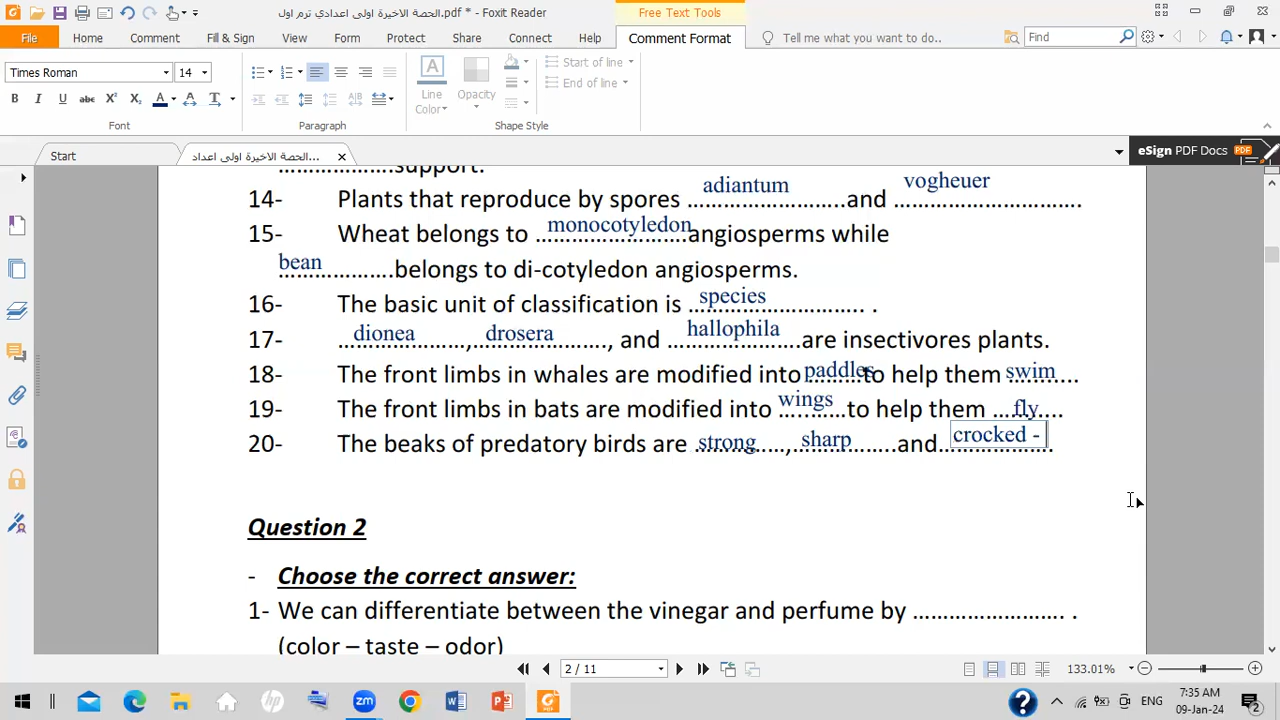 الحصة الاخيرة اولى اعدادي ترم اول.pdf * - Foxit Reader
Free Text Tools
File Home Comment Fill & Sign View Form Protect Share Connect Help Comment Format Tell me what you want to do.. Find
Times Roman 14
Start of line
End of line
Line Color
Opacity
Font Paragraph Shape Style
Start
الحصة الاخيرة اولى اعداد...
eSign PDF Docs
……………….support.
14- Plants that reproduce by spores adiantum and vogheuer
15- Wheat belongs to monocotyledon angiosperms while
bean belongs to di-cotyledon angiosperms.
16- The basic unit of classification is species .
17- dionea, drosera, and hallophila are insectivores plants.
18- The front limbs in whales are modified into paddles to help them swim
19- The front limbs in bats are modified into wings to help them fly
20- The beaks of predatory birds are strong, sharp and crocked -
Question 2
- Choose the correct answer:
1- We can differentiate between the vinegar and perfume by …………………. .
(color – taste – odor)
2 / 11
133.01%
ENG
7:35 AM
09-Jan-24
2